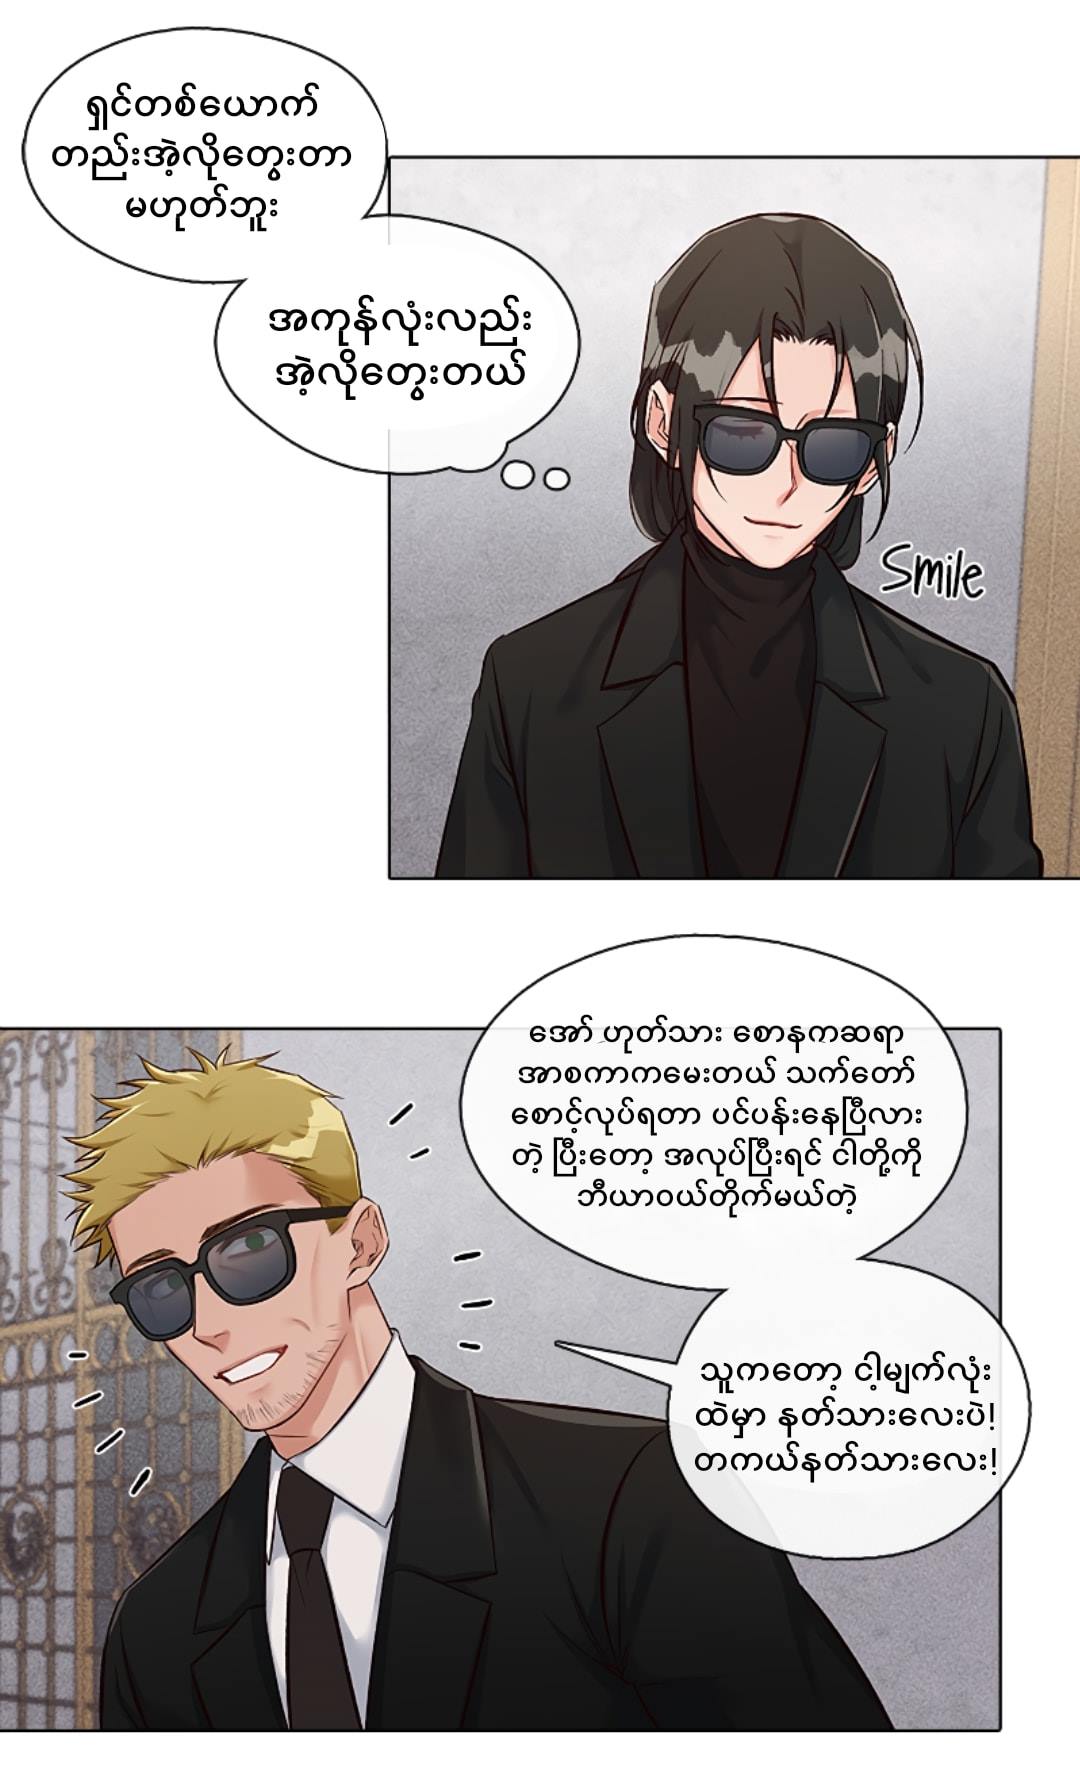 ရှင်တစ်ယောက်
တည်းအဲ့လိုတွေးတာ
မဟုတ်ဘူး
အကုန်လုံးလည်း
အဲ့လိုတွေးတယ်
Smile
အော် ဟုတ်သား စောနကဆရာ
အာစကာကမေးတယ် သက်တော်
စောင့်လုပ်ရတာ ပင်ပန်းနေပြီလား
တဲ့ ပြီးတော့ အလုပ်ပြီးရင် ငါတို့ကို
ဘီယာဝယ်တိုက်မယ်တဲ့
သူကတော့ ငါ့မျက်လုံး
ထဲမှာ နတ်သားလေးပဲ!
တကယ်နတ်သားလေး!